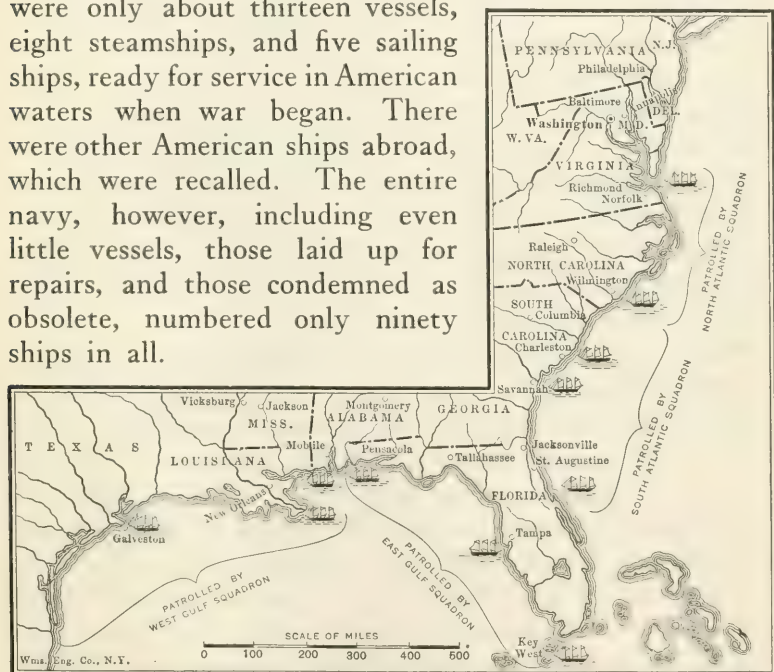 were only about thirteen vessels,
eight steamships, and five sailing
ships, ready for service in American
waters when war began. There
were other American ships abroad,
which were recalled. The entire
navy, however, including even
little vessels, those laid up for
repairs, and those condemned as
obsolete, numbered only ninety
ships in all.
PENNSYLVANIA
N.J.
Philadelphia
Baltimore
Annapolis
DEL.
Washington
M.D.
W. VA.
VIRGINIA
Richmond
Norfolk
PATROLLED BY
NORTH ATLANTIC SQUADRON
Raleigh
NORTH CAROLINA
Wilmington
SOUTH
Columbia
CAROLINA
Charleston
Savannah
PATROLLED BY
SOUTH ATLANTIC SQUADRON
Vicksburg
Jackson
MISS.
Montgomery
ALABAMA
GEORGIA
TEXAS
LOUISIANA
Mobile
Pensacola
Tallahassee
Jacksonville
St. Augustine
New Orleans
FLORIDA
Galveston
Tampa
PATROLLED BY
WEST GULF SQUADRON
PATROLLED BY
EAST GULF SQUADRON
SCALE OF MILES
0 100 200 300 400 500 600
Key
West
Wms. Eng. Co., N.Y.